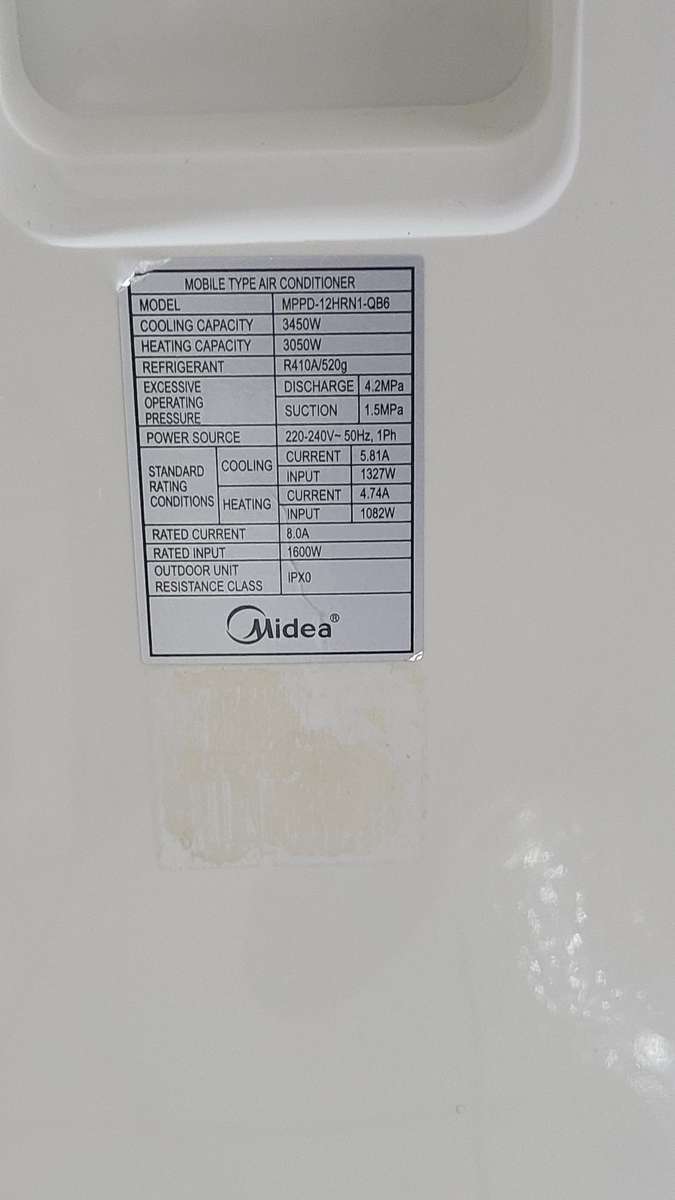 MOBILE TYPE AIR CONDITIONER
MODEL MPPD-12HRN1-QB6
COOLING CAPACITY 3450W
HEATING CAPACITY 3050W
REFRIGERANT R410A/520g
EXCESSIVE OPERATING PRESSURE DISCHARGE 4.2MPa
SUCTION 1.5MPa
POWER SOURCE 220-240V~ 50Hz, 1Ph
STANDARD RATING CONDITIONS COOLING CURRENT 5.81A
INPUT 1327W
HEATING CURRENT 4.74A
INPUT 1082W
RATED CURRENT 8.0A
RATED INPUT 1600W
OUTDOOR UNIT RESISTANCE CLASS IPX0
Midea®